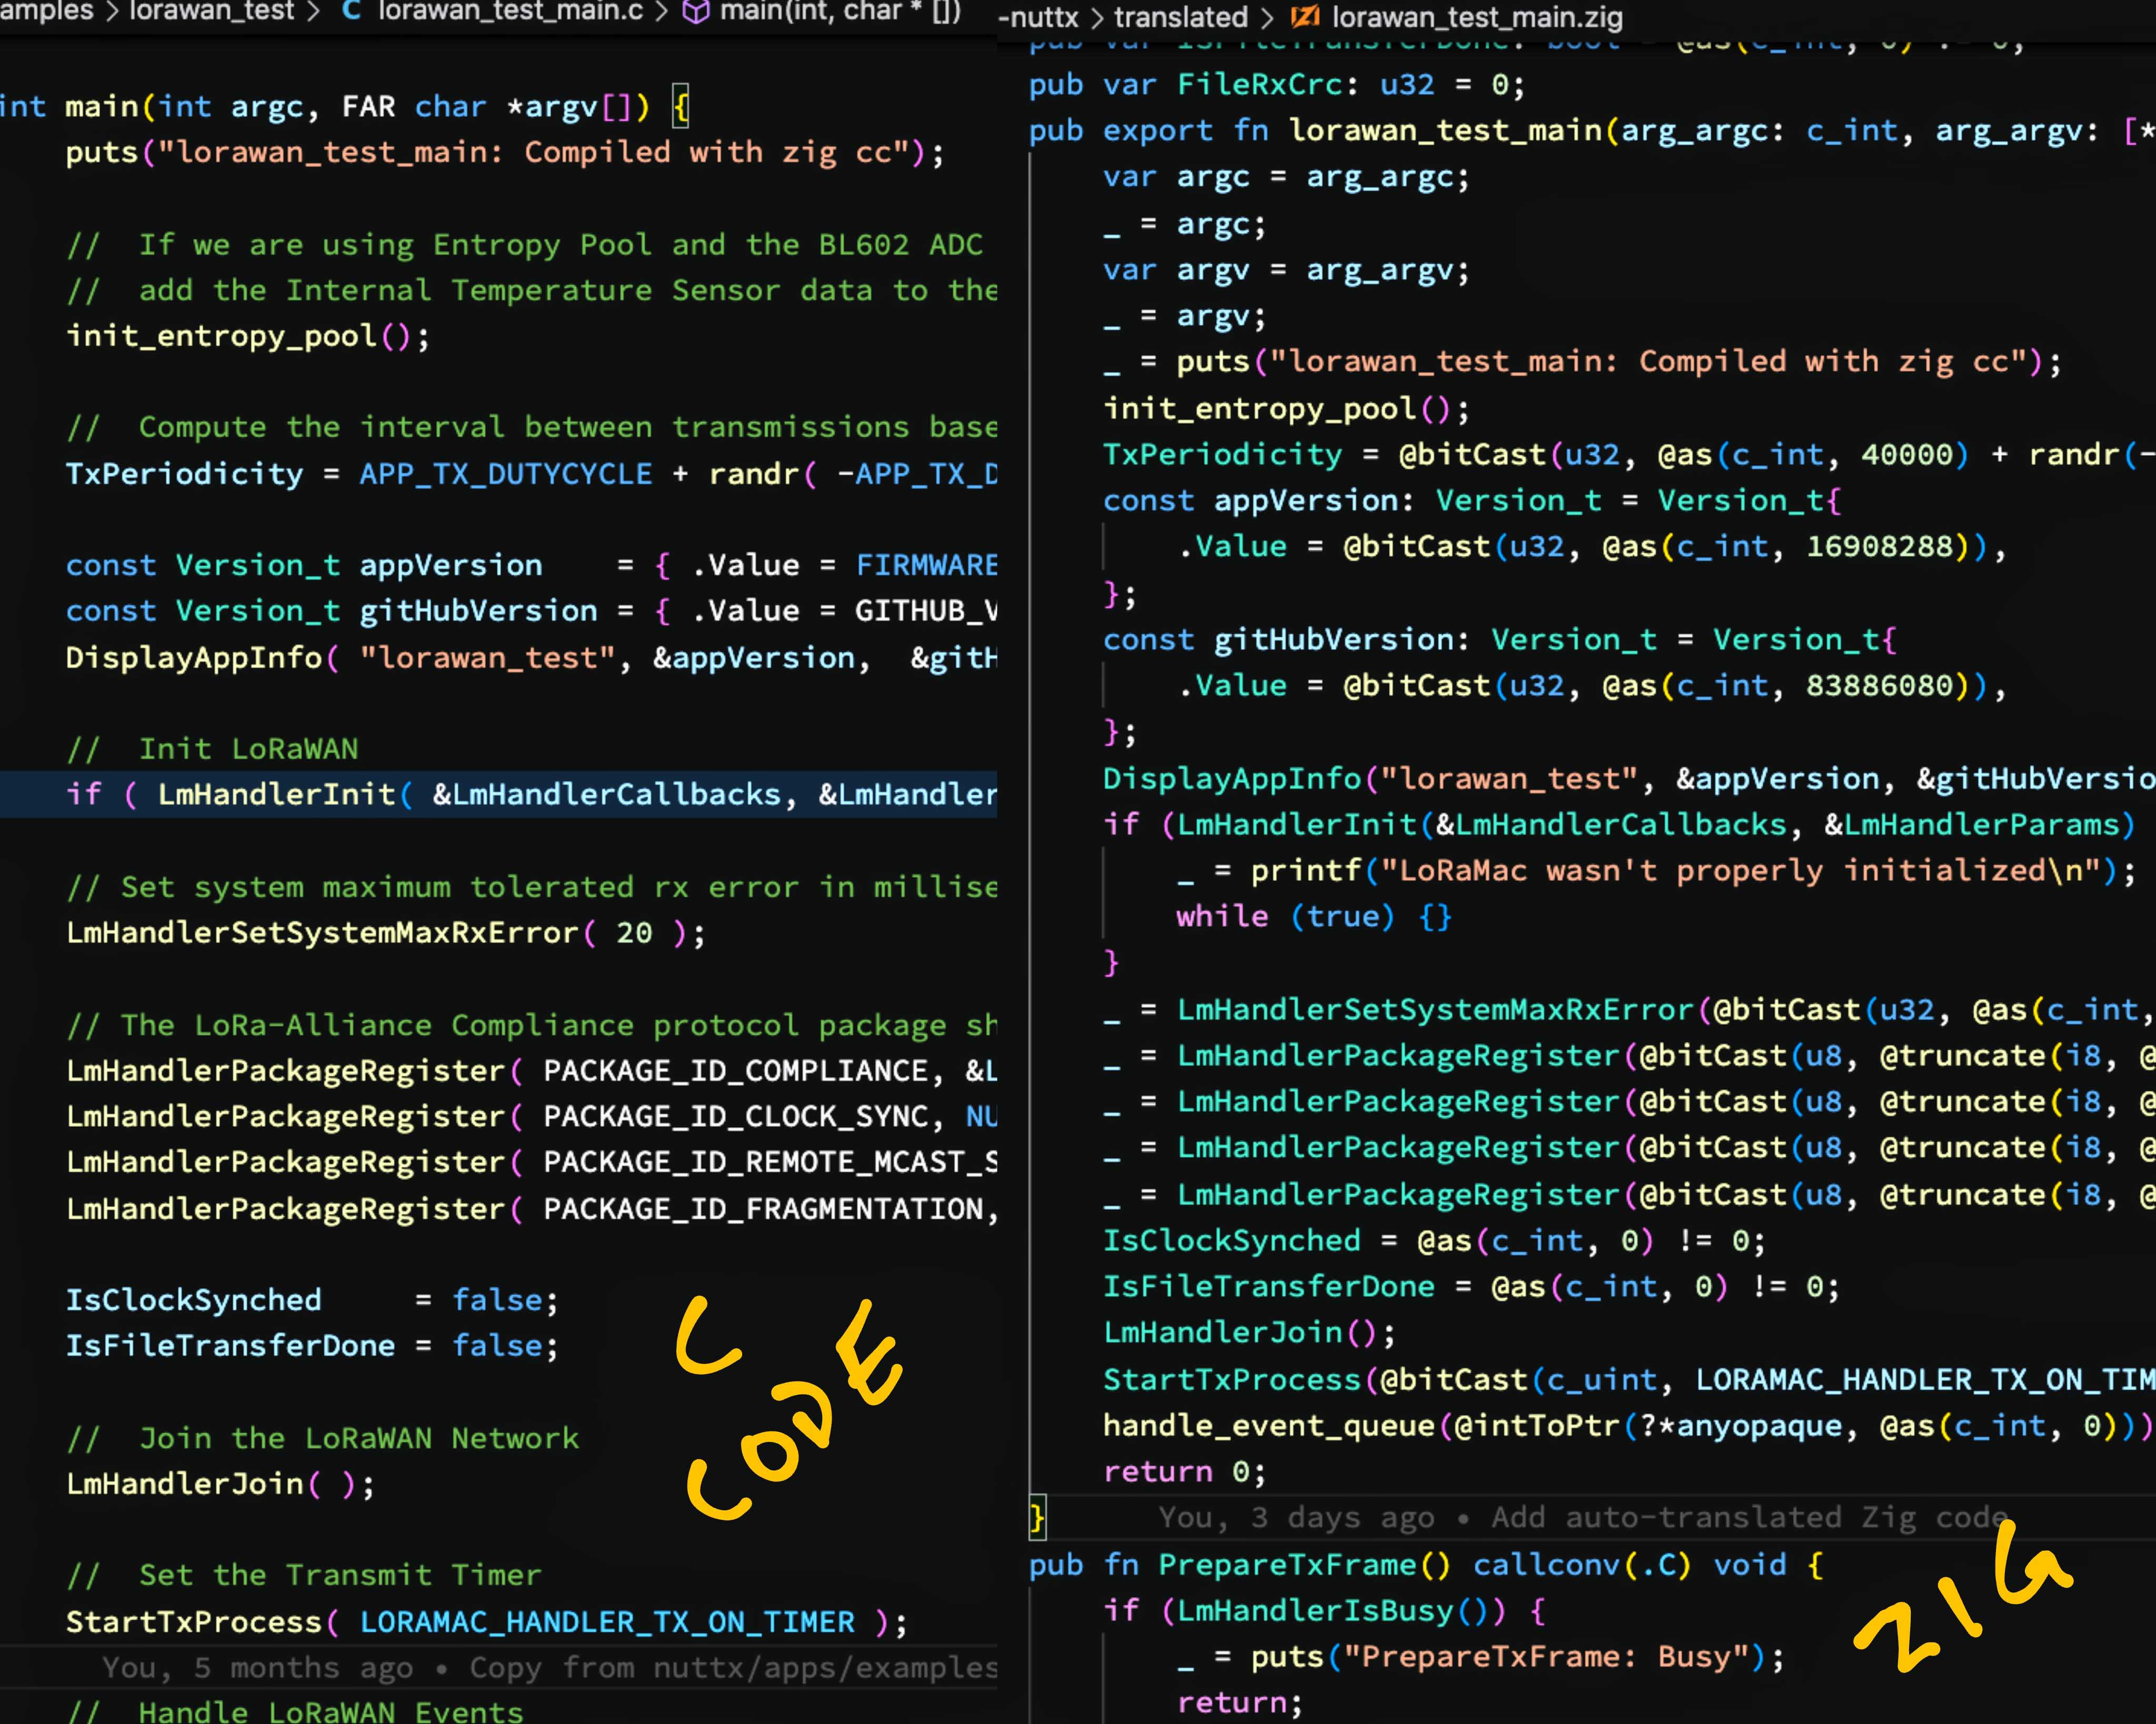 amples > lorawan_test > C lorawan_test_main.c > main(int, char * [])
int main(int argc, FAR char *argv[]) {
puts("lorawan_test_main: Compiled with zig cc");
// If we are using Entropy Pool and the BL602 ADC
// add the Internal Temperature Sensor data to the
init_entropy_pool();
// Compute the interval between transmissions base
TxPeriodicity = APP_TX_DUTYCYCLE + randr( -APP_TX_D
const Version_t appVersion = { .Value = FIRMWARE
const Version_t gitHubVersion = { .Value = GITHUB_V
DisplayAppInfo( "lorawan_test", &appVersion, &gitH
// Init LoRaWAN
if ( LmHandlerInit( &LmHandlerCallbacks, &LmHandler
// Set system maximum tolerated rx error in millise
LmHandlerSetSystemMaxRxError( 20 );
// The LoRa-Alliance Compliance protocol package sh
LmHandlerPackageRegister( PACKAGE_ID_COMPLIANCE, &L
LmHandlerPackageRegister( PACKAGE_ID_CLOCK_SYNC, NU
LmHandlerPackageRegister( PACKAGE_ID_REMOTE_MCAST_S
LmHandlerPackageRegister( PACKAGE_ID_FRAGMENTATION,
IsClockSynched = false;
IsFileTransferDone = false;
// Join the LoRaWAN Network
LmHandlerJoin( );
// Set the Transmit Timer
StartTxProcess( LORAMAC_HANDLER_TX_ON_TIMER );
You, 5 months ago • Copy from nuttx/apps/examples
// Handle LoRaWAN Events
C
CODE
-nuttx > translated > lorawan_test_main.zig
pub var IsFileTransferDone: bool = @as(c_int, 0) != 0;
pub var FileRxCrc: u32 = 0;
pub export fn lorawan_test_main(arg_argc: c_int, arg_argv: [*
var argc = arg_argc;
_ = argc;
var argv = arg_argv;
_ = argv;
_ = puts("lorawan_test_main: Compiled with zig cc");
init_entropy_pool();
TxPeriodicity = @bitCast(u32, @as(c_int, 40000) + randr(-
const appVersion: Version_t = Version_t{
.Value = @bitCast(u32, @as(c_int, 16908288)),
};
const gitHubVersion: Version_t = Version_t{
.Value = @bitCast(u32, @as(c_int, 83886080)),
};
DisplayAppInfo("lorawan_test", &appVersion, &gitHubVersio
if (LmHandlerInit(&LmHandlerCallbacks, &LmHandlerParams)
_ = printf("LoRaMac wasn't properly initialized\n");
while (true) {}
}
_ = LmHandlerSetSystemMaxRxError(@bitCast(u32, @as(c_int,
_ = LmHandlerPackageRegister(@bitCast(u8, @truncate(i8, @
_ = LmHandlerPackageRegister(@bitCast(u8, @truncate(i8, @
_ = LmHandlerPackageRegister(@bitCast(u8, @truncate(i8, @
_ = LmHandlerPackageRegister(@bitCast(u8, @truncate(i8, @
IsClockSynched = @as(c_int, 0) != 0;
IsFileTransferDone = @as(c_int, 0) != 0;
LmHandlerJoin();
StartTxProcess(@bitCast(c_uint, LORAMAC_HANDLER_TX_ON_TIM
handle_event_queue(@intToPtr(?*anyopaque, @as(c_int, 0)))
return 0;
} You, 3 days ago • Add auto-translated Zig code
pub fn PrepareTxFrame() callconv(.C) void {
if (LmHandlerIsBusy()) {
_ = puts("PrepareTxFrame: Busy");
return;
ZIG